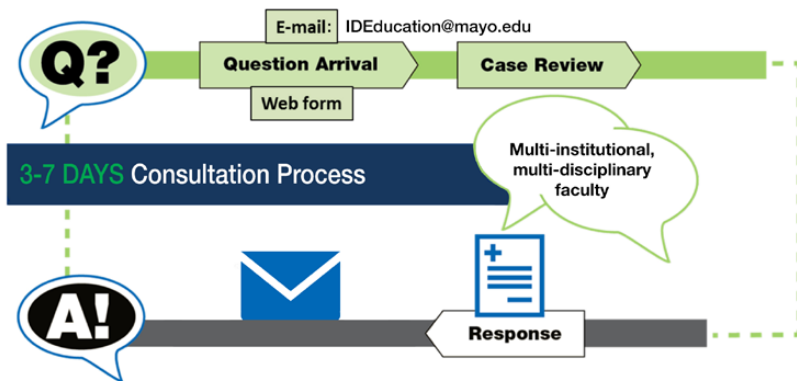 E-mail: IDEducation@mayo.edu
Q?
Question Arrival
Case Review
Web form
3-7 DAYS Consultation Process
Multi-institutional,
multi-disciplinary
faculty
A!
Response